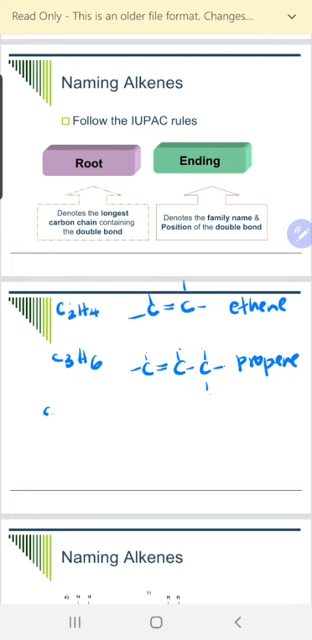 Read Only - This is an older file format. Changes...
Naming Alkenes
Follow the IUPAC rules
Root
Ending
Denotes the longest carbon chain containing the double bond
Denotes the family name & Position of the double bond
C2H4 -C=C- ethene
C3H6 -C=C-C- propene
C
Naming Alkenes
a) H H
b) H H